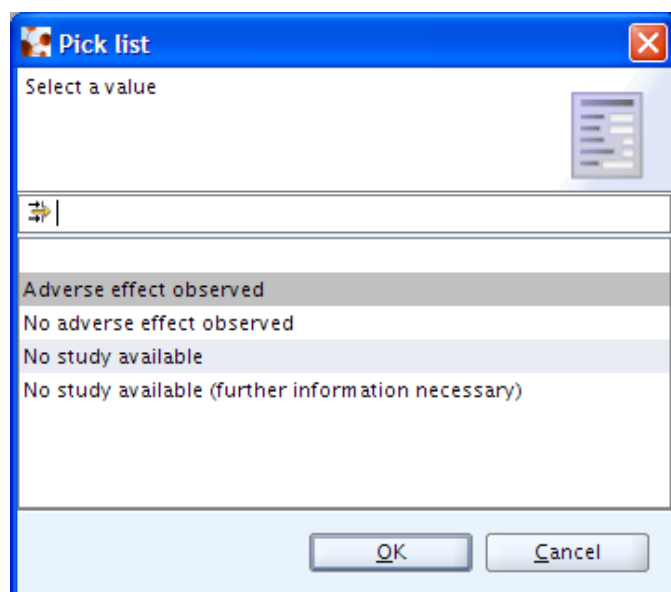 Pick list
Select a value
Adverse effect observed
No adverse effect observed
No study available
No study available (further information necessary)
OK
Cancel